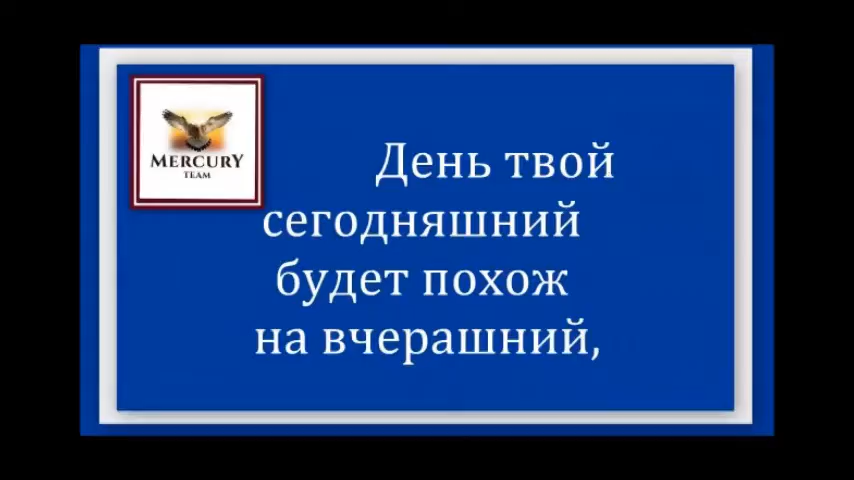 MERCURY
TEAM
День твой
сегодняшний
будет похож
на вчерашний,